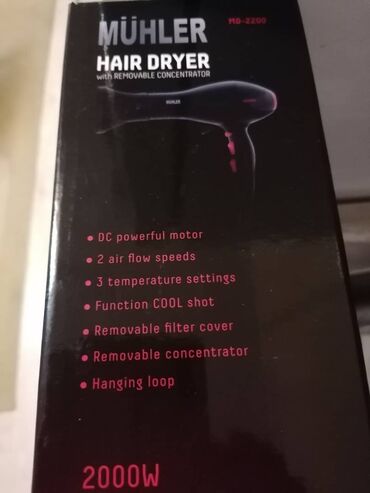 MÜHLER
MD-2200
HAIR DRYER
with REMOVABLE CONCENTRATOR
MÜHLER
• DC powerful motor
• 2 air flow speeds
• 3 temperature settings
• Function COOL shot
• Removable filter cover
• Removable concentrator
• Hanging loop
2000W